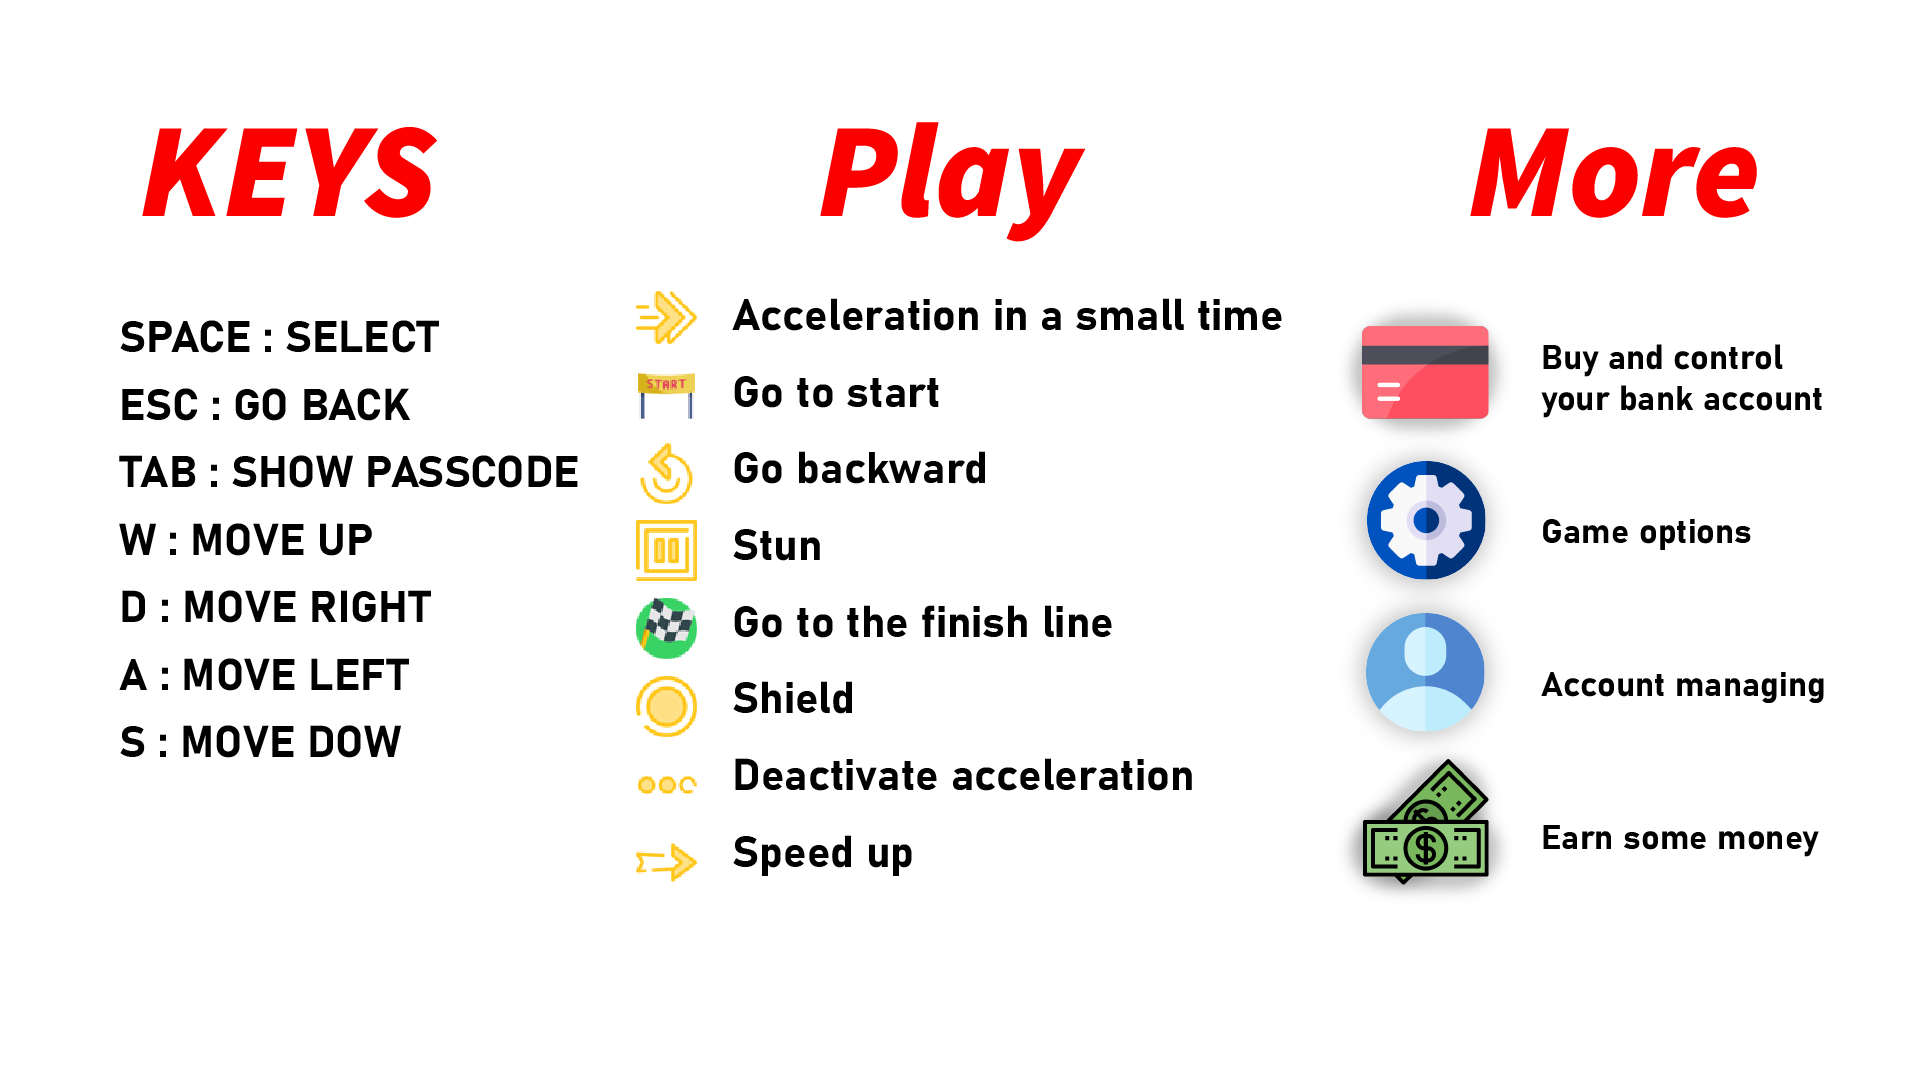 KEYS
SPACE : SELECT
ESC : GO BACK
TAB : SHOW PASSCODE
W : MOVE UP
D : MOVE RIGHT
A : MOVE LEFT
S : MOVE DOW
Play
Acceleration in a small time
START
Go to start
Go backward
Stun
Go to the finish line
Shield
Deactivate acceleration
Speed up
More
Buy and control
your bank account
Game options
Account managing
$
Earn some money